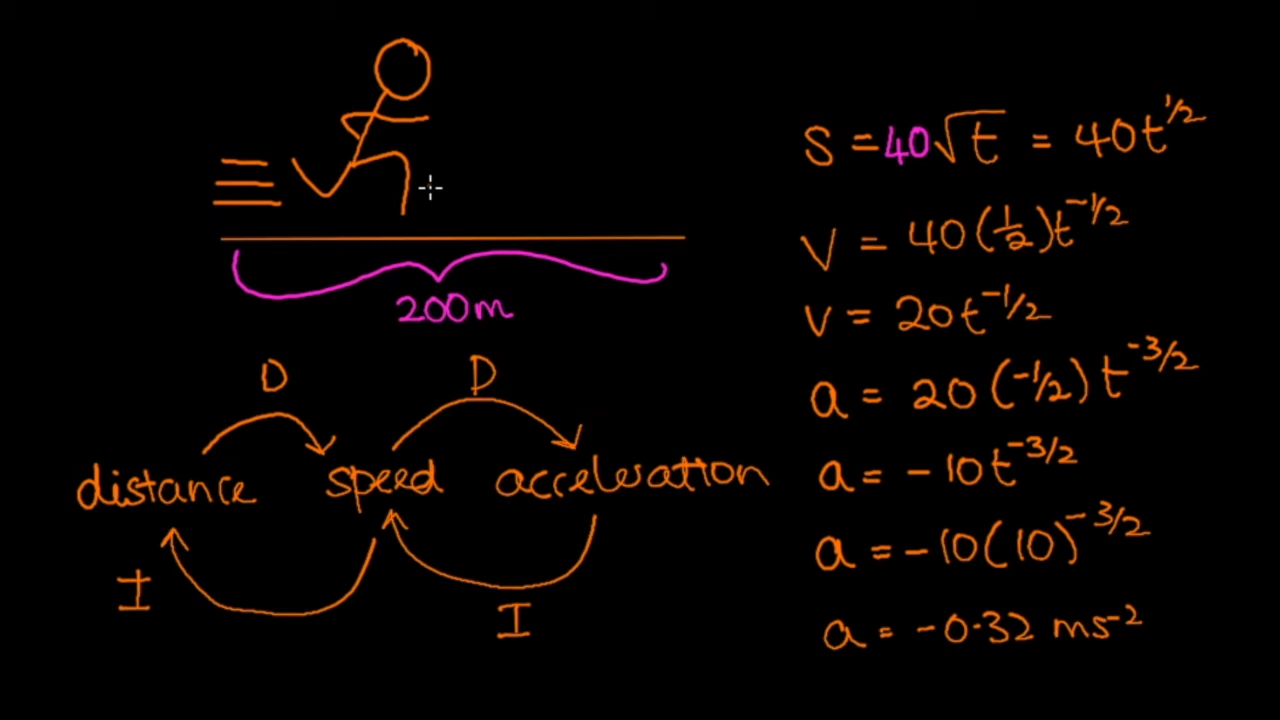 200m
D
D
distance
speed
acceleration
I
I
S = 40√t = 40t^1/2
V = 40(1/2)t^-1/2
V = 20t^-1/2
a = 20(-1/2)t^-3/2
a = -10t^-3/2
a = -10(10)^-3/2
a = -0.32 ms^-2